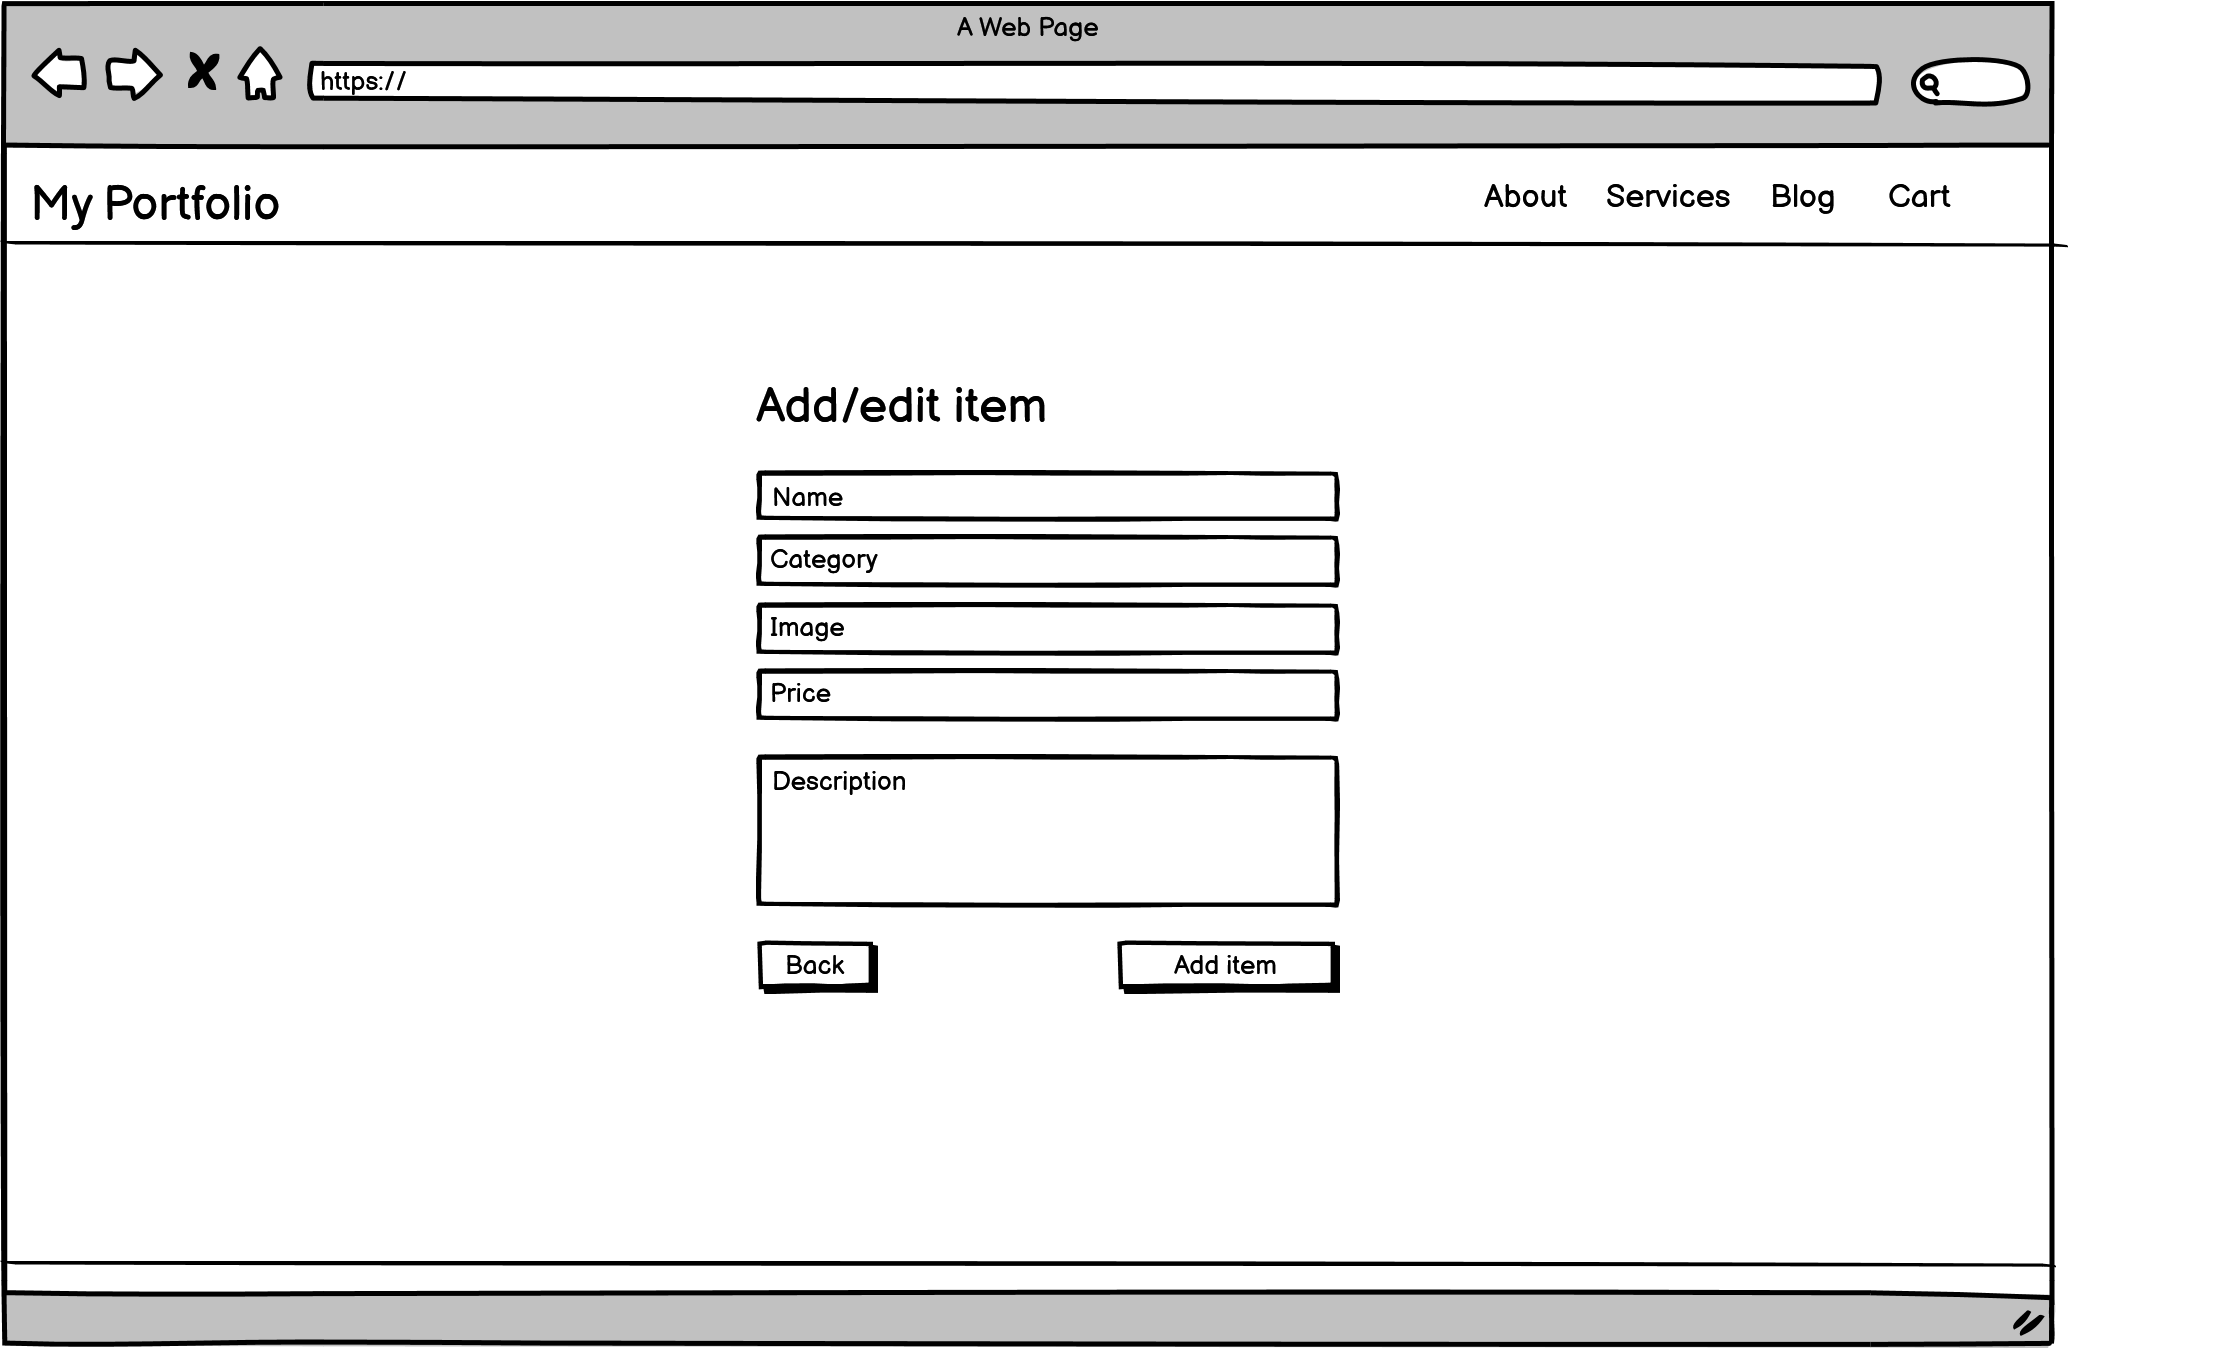 A Web Page
https://
My Portfolio
About Services Blog Cart
Add/edit item
Name
Category
Image
Price
Description
Back Add item